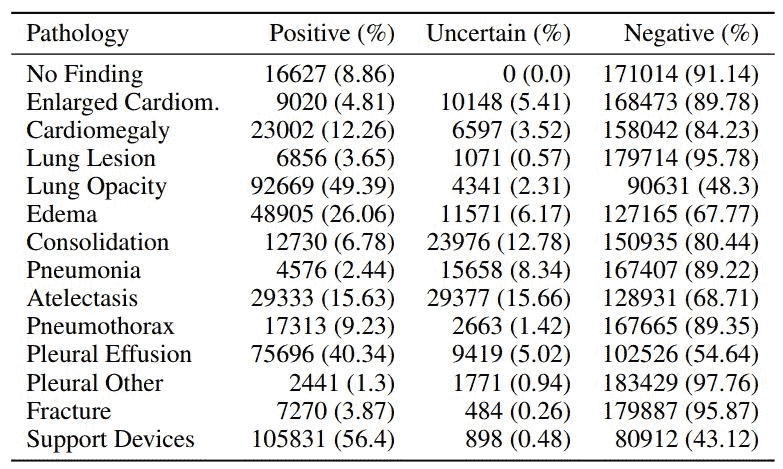 Pathology Positive (%) Uncertain (%) Negative (%)
No Finding 16627 (8.86) 0 (0.0) 171014 (91.14)
Enlarged Cardiom. 9020 (4.81) 10148 (5.41) 168473 (89.78)
Cardiomegaly 23002 (12.26) 6597 (3.52) 158042 (84.23)
Lung Lesion 6856 (3.65) 1071 (0.57) 179714 (95.78)
Lung Opacity 92669 (49.39) 4341 (2.31) 90631 (48.3)
Edema 48905 (26.06) 11571 (6.17) 127165 (67.77)
Consolidation 12730 (6.78) 23976 (12.78) 150935 (80.44)
Pneumonia 4576 (2.44) 15658 (8.34) 167407 (89.22)
Atelectasis 29333 (15.63) 29377 (15.66) 128931 (68.71)
Pneumothorax 17313 (9.23) 2663 (1.42) 167665 (89.35)
Pleural Effusion 75696 (40.34) 9419 (5.02) 102526 (54.64)
Pleural Other 2441 (1.3) 1771 (0.94) 183429 (97.76)
Fracture 7270 (3.87) 484 (0.26) 179887 (95.87)
Support Devices 105831 (56.4) 898 (0.48) 80912 (43.12)